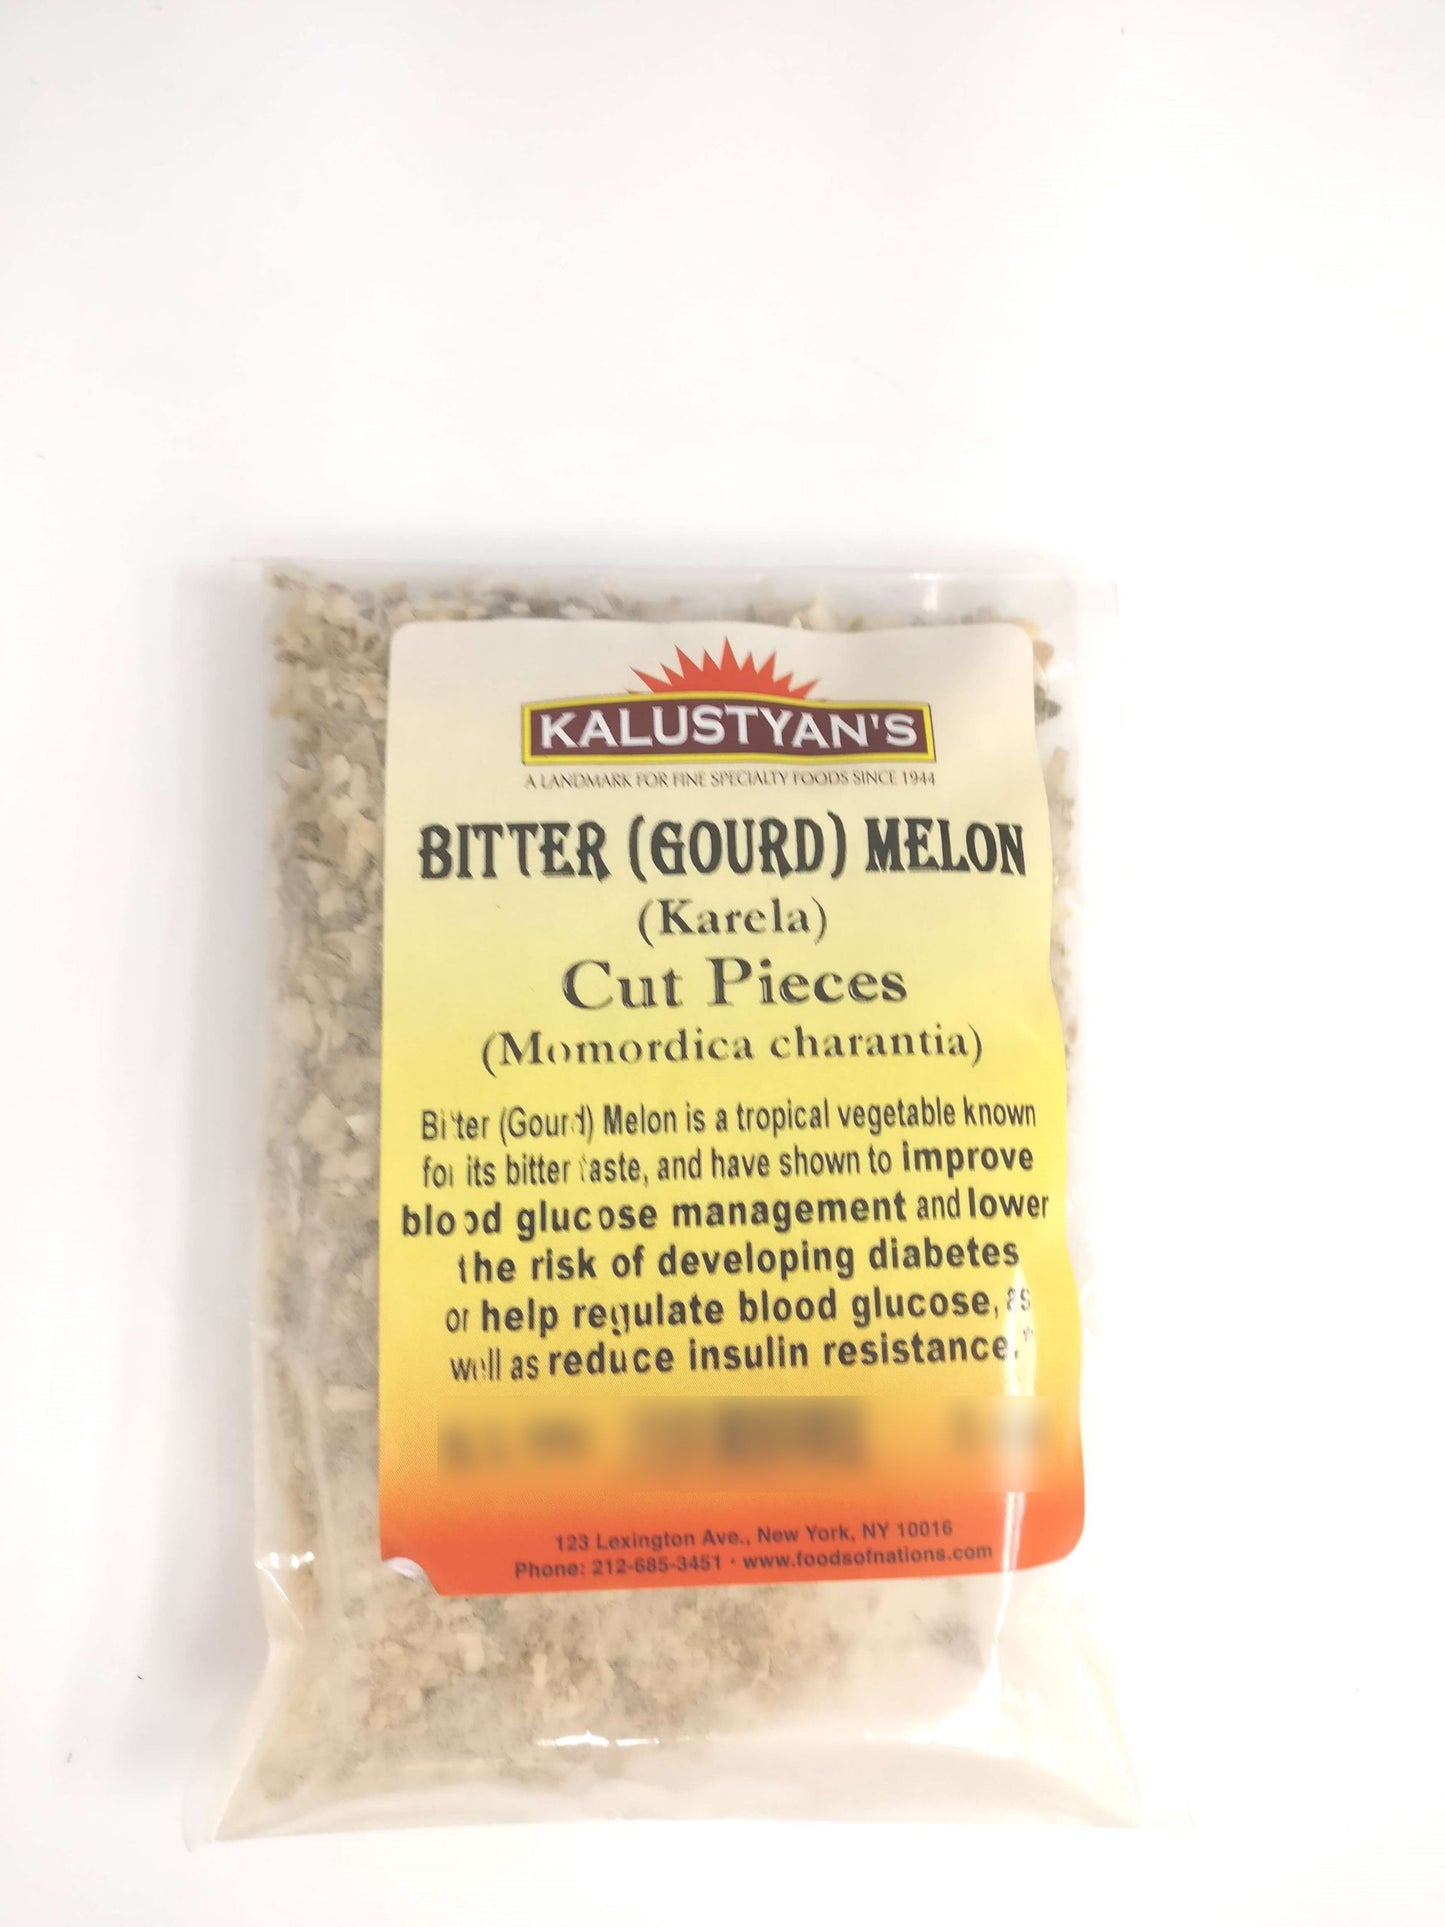 KALUSTYAN'S
A LANDMARK FOR FINE SPECIALTY FOODS SINCE 1944
BITTER (GOURD) MELON
(Karela)
Cut Pieces
(Momordica charantia)
Bitter (Gourd) Melon is a tropical vegetable known
for its bitter taste, and have shown to improve
blood glucose management and lower
the risk of developing diabetes
or help regulate blood glucose, as
well as reduce insulin resistance.
123 Lexington Ave., New York, NY 10016
Phone: 212-685-3451 · www.foodsofnations.com